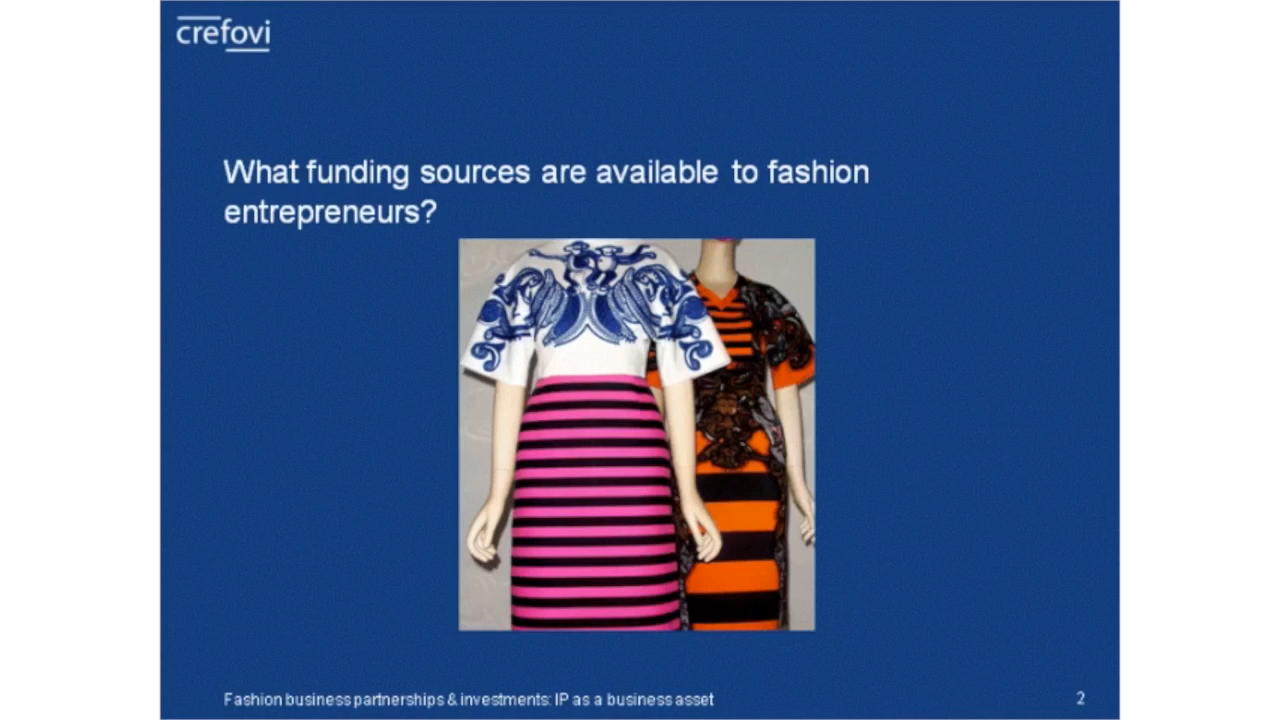 crefovi
What funding sources are available to fashion
entrepreneurs?
Fashion business partnerships & investments: IP as a business asset
2